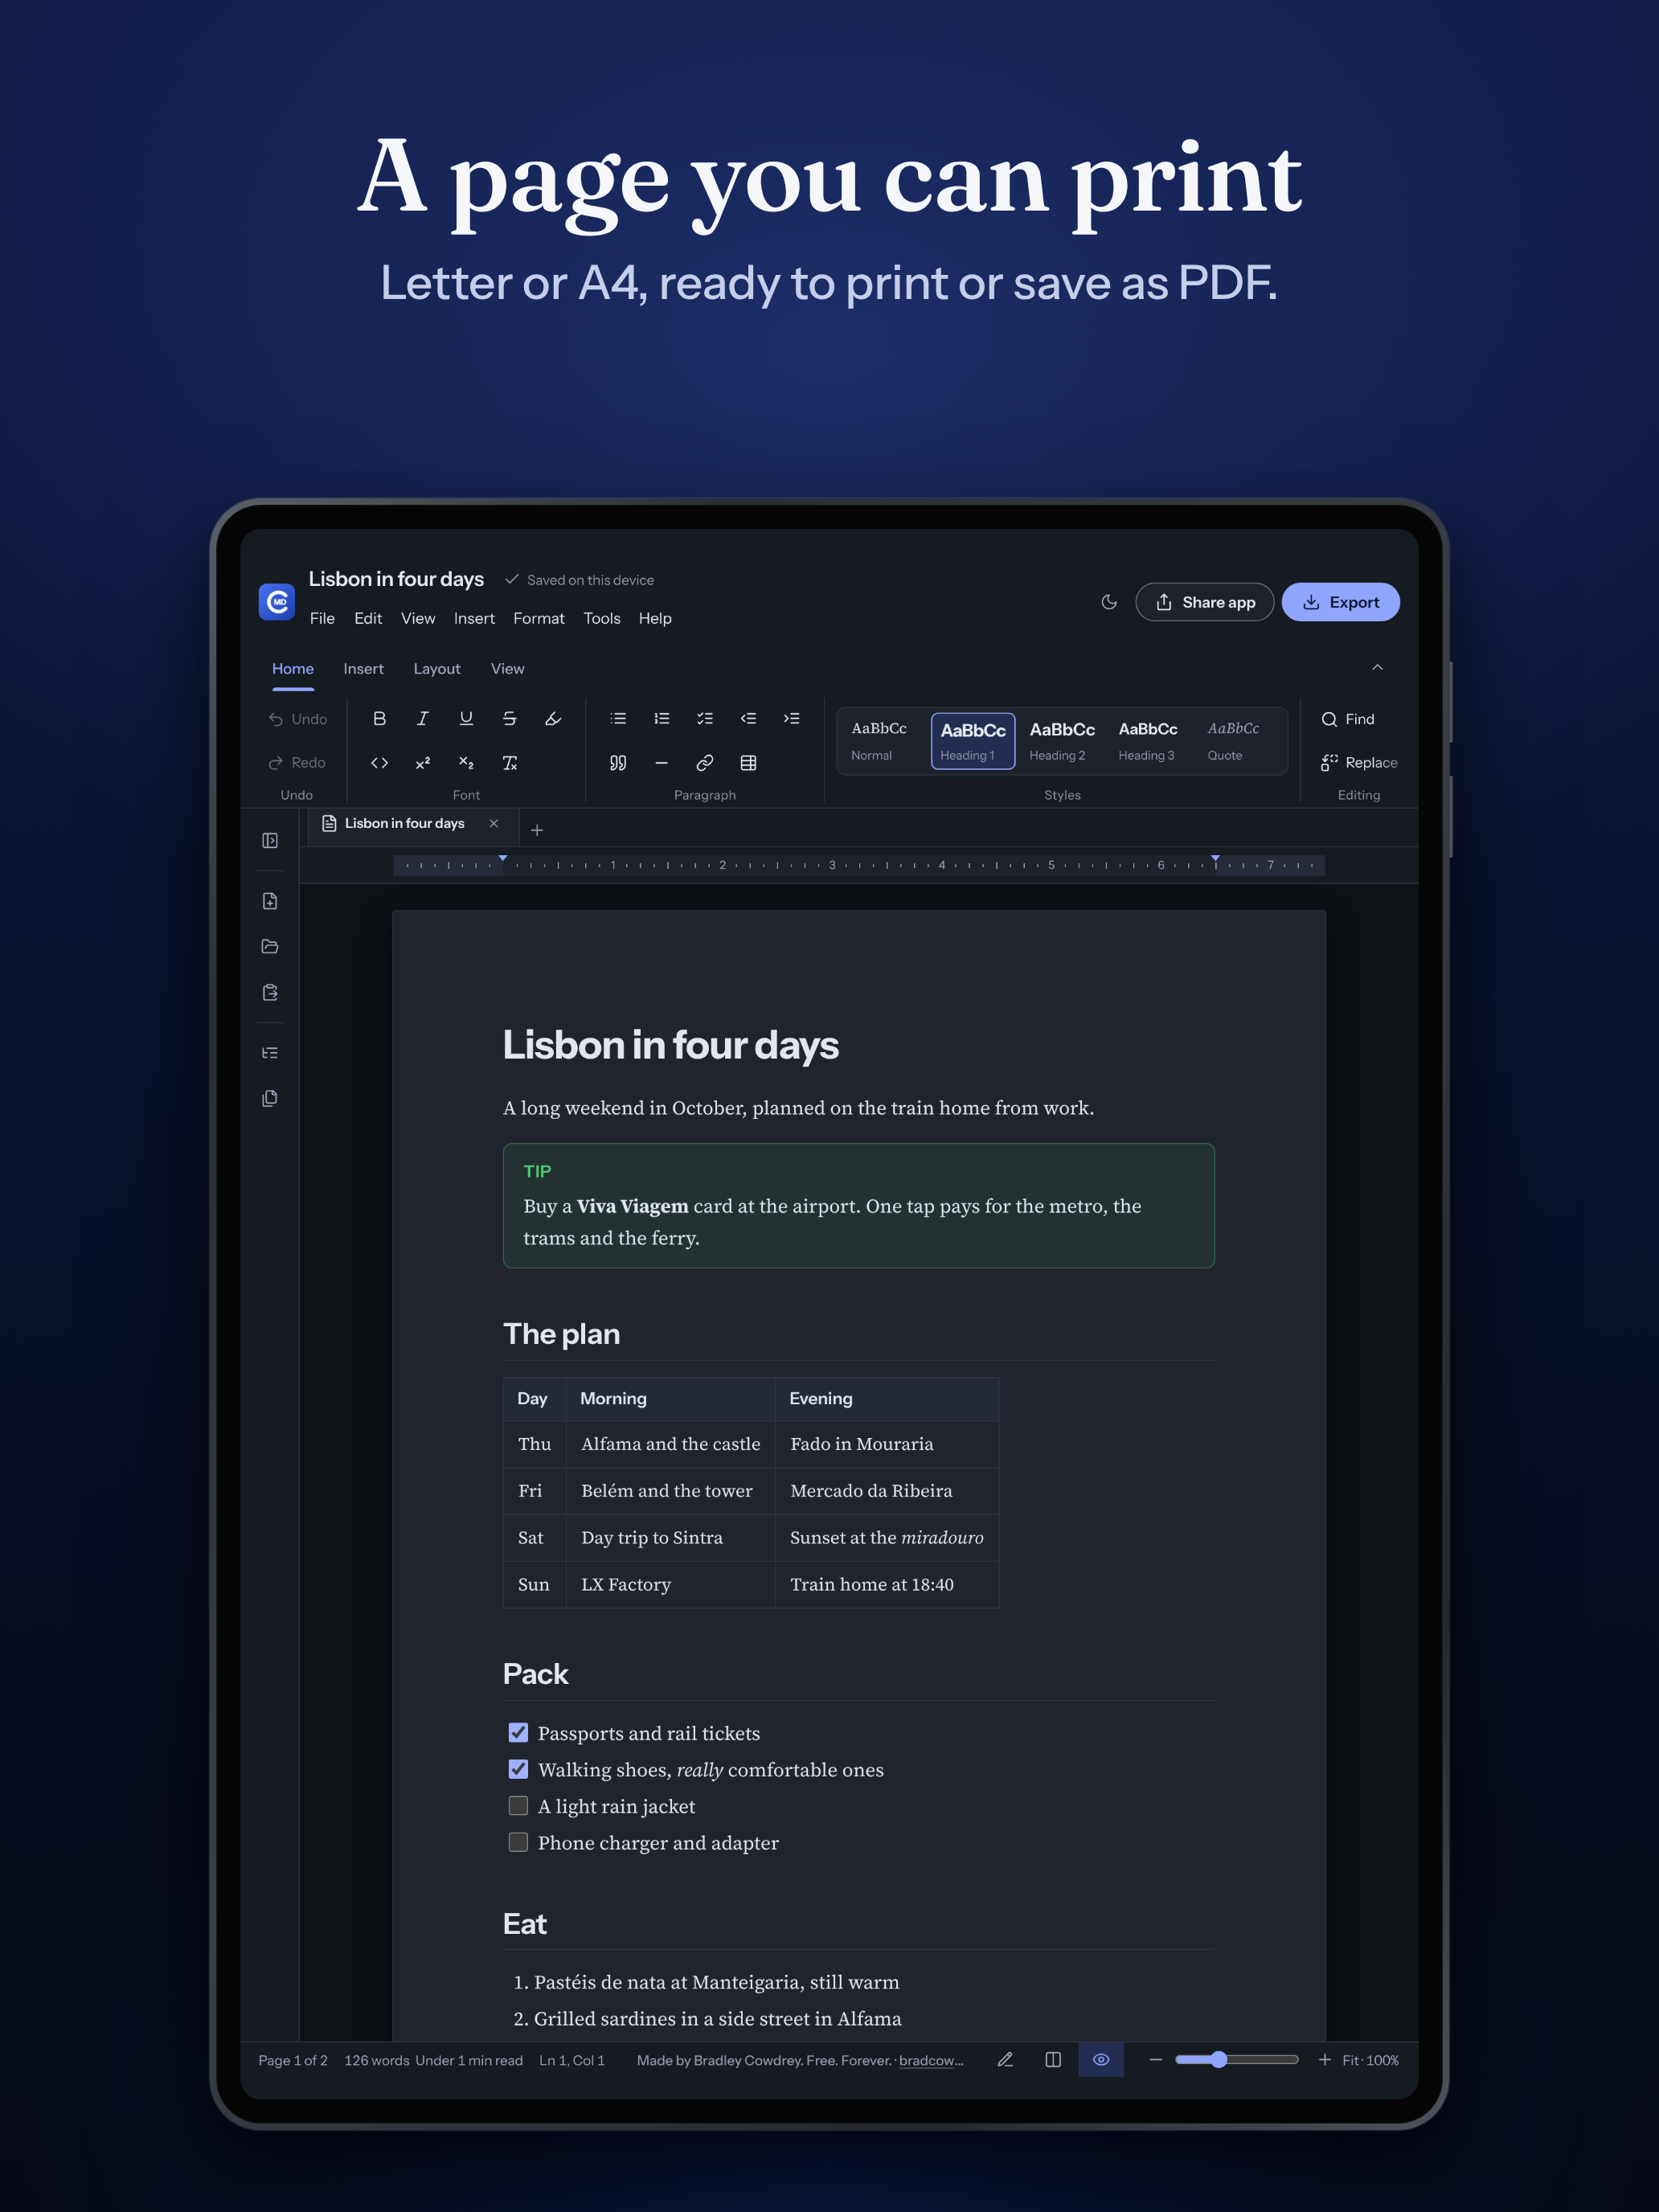 A page you can print
Letter or A4, ready to print or save as PDF.
Lisbon in four days
Saved on this device
MD
File Edit View Insert Format Tools Help
Share app
Export
Home Insert Layout View
Undo
Redo
Undo
Font
Paragraph
AaBbCc AaBbCc AaBbCc AaBbCc AaBbCc
Normal Heading 1 Heading 2 Heading 3 Quote
Styles
Find
Replace
Editing
Lisbon in four days
1 2 3 4 5 6 7
Lisbon in four days
A long weekend in October, planned on the train home from work.
TIP
Buy a Viva Viagem card at the airport. One tap pays for the metro, the
trams and the ferry.
The plan
Day Morning Evening
Thu Alfama and the castle Fado in Mouraria
Fri Belém and the tower Mercado da Ribeira
Sat Day trip to Sintra Sunset at the miradouro
Sun LX Factory Train home at 18:40
Pack
Passports and rail tickets
Walking shoes, really comfortable ones
A light rain jacket
Phone charger and adapter
Eat
1. Pastéis de nata at Manteigaria, still warm
2. Grilled sardines in a side street in Alfama
Page 1 of 2 126 words Under 1 min read Ln 1, Col 1 Made by Bradley Cowdrey. Free. Forever. · bradcow... Fit · 100%